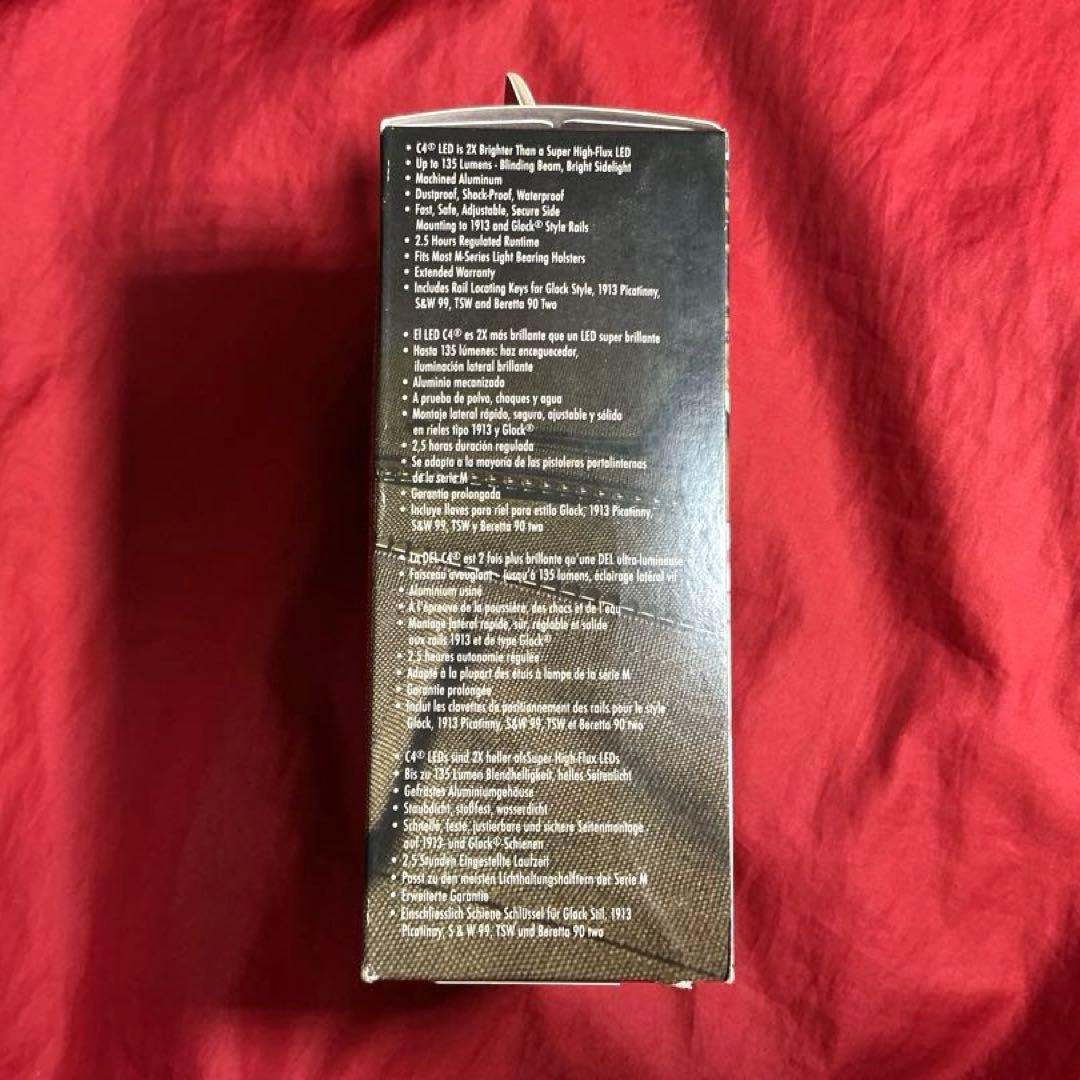 • C4® LED is 2X Brighter Than a Super High-Flux LED
• Up to 135 Lumens - Blinding Beam, Bright Sidelight
• Machined Aluminum
• Dustproof, Shock-Proof, Waterproof
• Fast, Safe, Adjustable, Secure Side
Mounting to 1913 and Glock® Style Rails
• 2.5 Hours Regulated Runtime
• Fits Most M-Series Light Bearing Holsters
• Extended Warranty
• Includes Rail Locating Keys for Glock Style, 1913 Picatinny,
S&W 99, TSW and Beretta 90 Two
• El LED C4® es 2X más brillante que un LED super brillante
• Hasta 135 lúmenes: haz enceguecedor,
iluminación lateral brillante
• Aluminio mecanizado
• A prueba de polvo, choques y agua
• Montaje lateral rápido, seguro, ajustable y sólido
en rieles tipo 1913 y Glock®
• 2,5 horas duración regulada
• Se adapta a la mayoría de las pistoleras portalinternas
de la serie M
• Garantía prolongada
• Incluye llaves para riel para estilo Glock, 1913 Picatinny,
S&W 99, TSW y Beretta 90 two
• La DEL C4® est 2 fois plus brillante qu'une DEL ultra-lumineuse
• Faisceau aveuglant - jusqu'à 135 lumens, éclairage latéral vif
• Aluminium usiné
• A l'épreuve de la poussière, des chocs et de l'eau
• Montage latéral rapide, sûr, réglable et solide
aux rails 1913 et de type Glock®
• 2,5 heures autonomie régulée
• Adapté à la plupart des étuis à lampe de la série M
• Garantie prolongée
• Inclut les clavettes de positionnement des rails pour le style
Glock, 1913 Picatinny, S&W 99, TSW et Beretta 90 two
• C4® LEDs sind 2X heller alsSuper High-Flux LEDs
• Bis zu 135 Lumen Blendhelligkeit, helles Seitenlicht
• Gefrästes Aluminiumgehäuse
• Staubdicht, stoßfest, wasserdicht
• Schnelle, feste, justierbare und sichere Seitenmontage
auf 1913- und Glock®-Schienen
• 2,5 Stunden Eingestellte Laufzeit
• Passt zu den meisten Lichthaltungshalftern der Serie M
• Erweiterte Garantie
• Einschliesslich Schiene Schlüssel für Glock Stil, 1913
Picatinny, S & W 99, TSW und Beretta 90 two